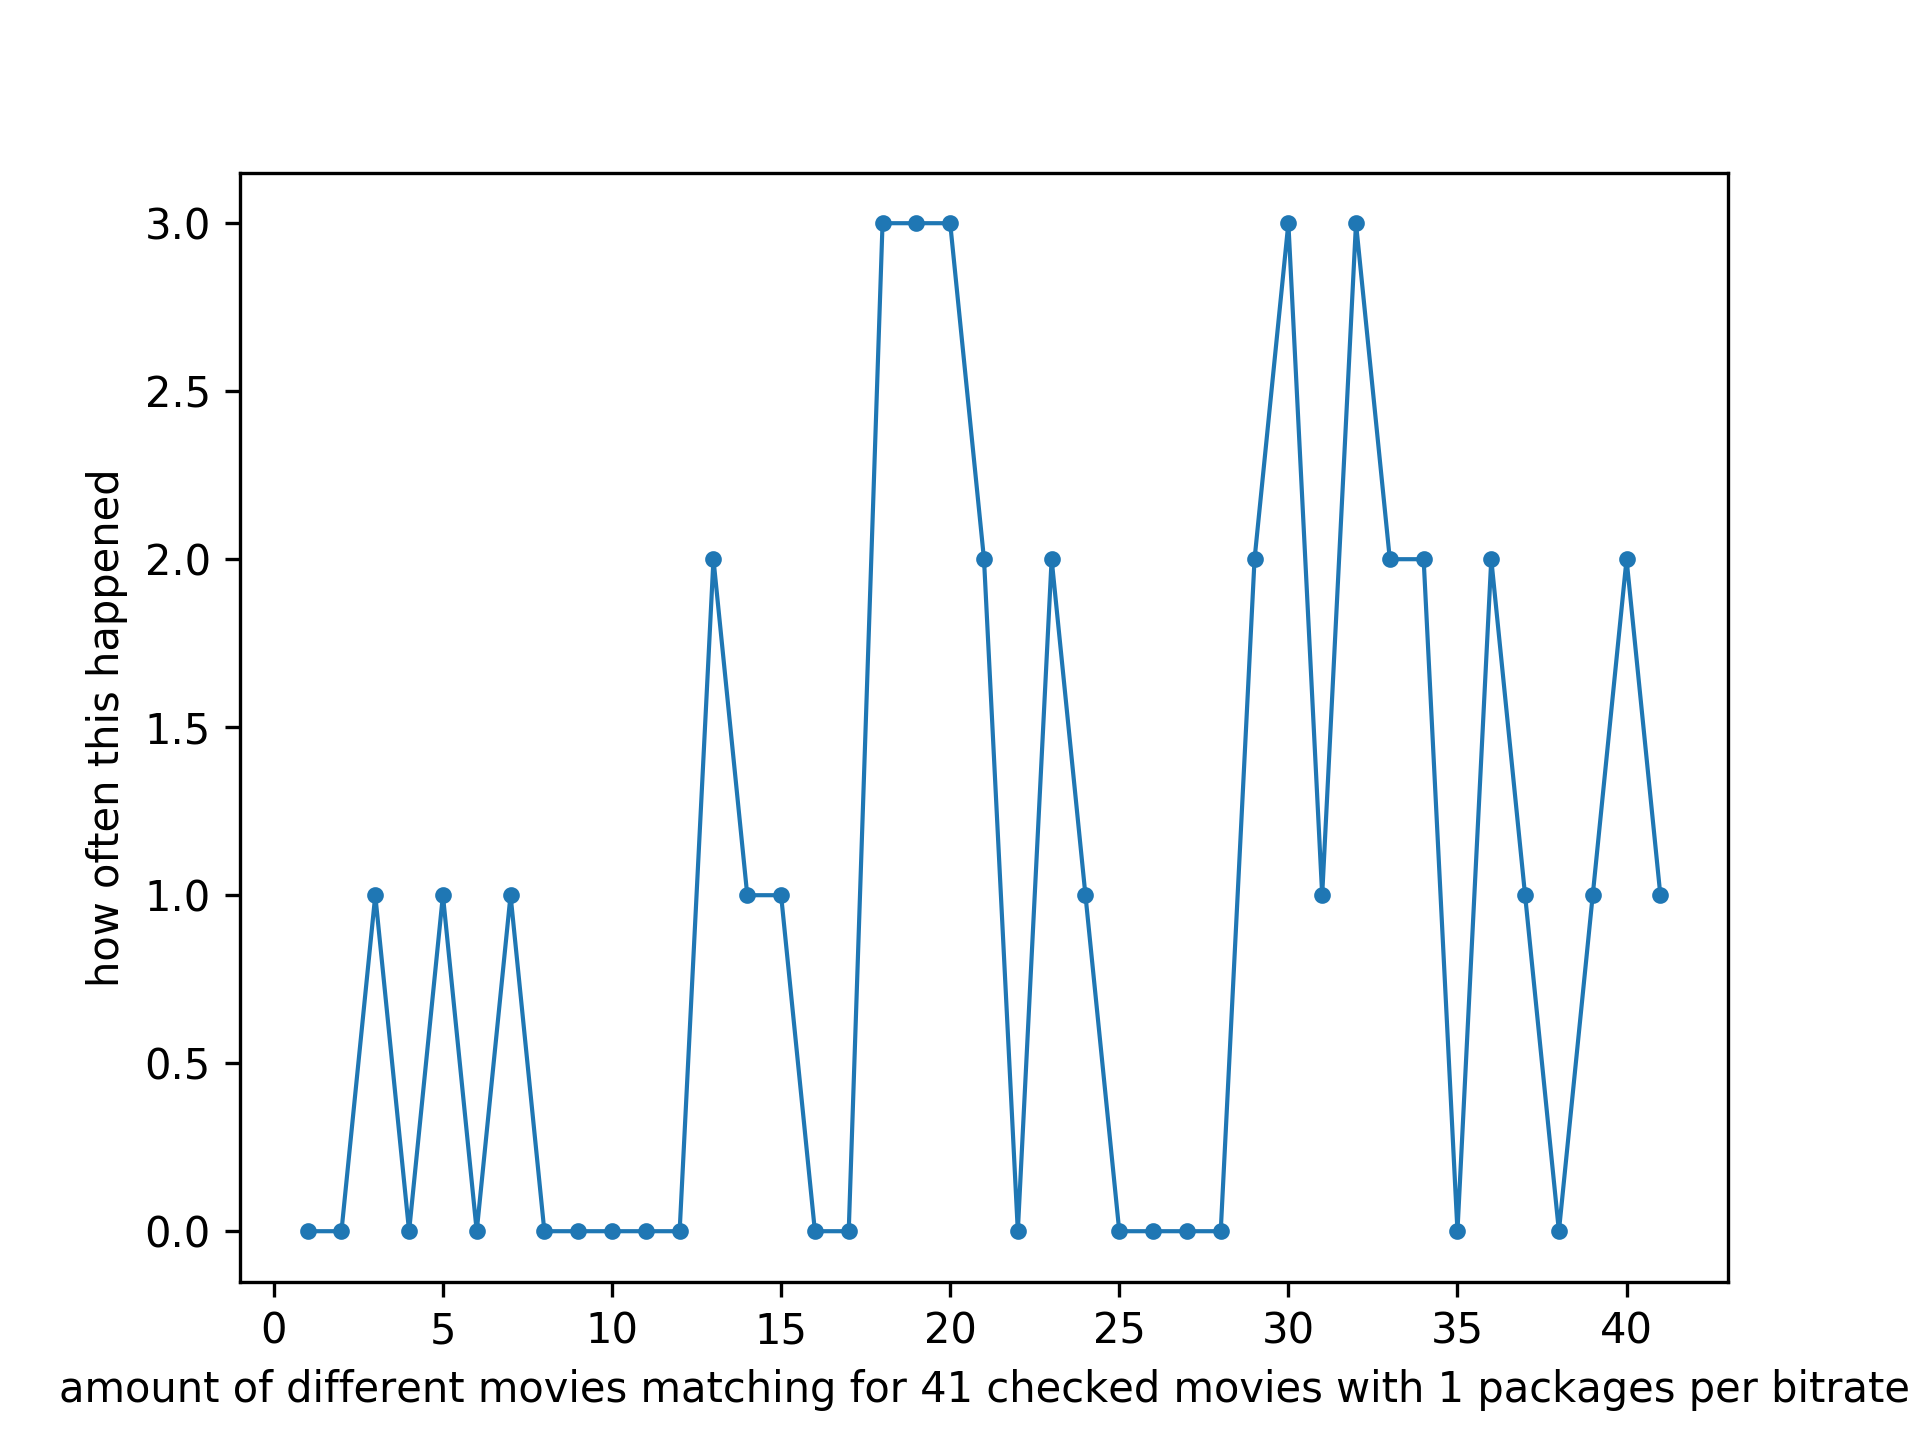 3.0
2.5
2.0
1.5
1.0
0.5
0.0
how often this happened
0 5 10 15 20 25 30 35 40
amount of different movies matching for 41 checked movies with 1 packages per bitrate